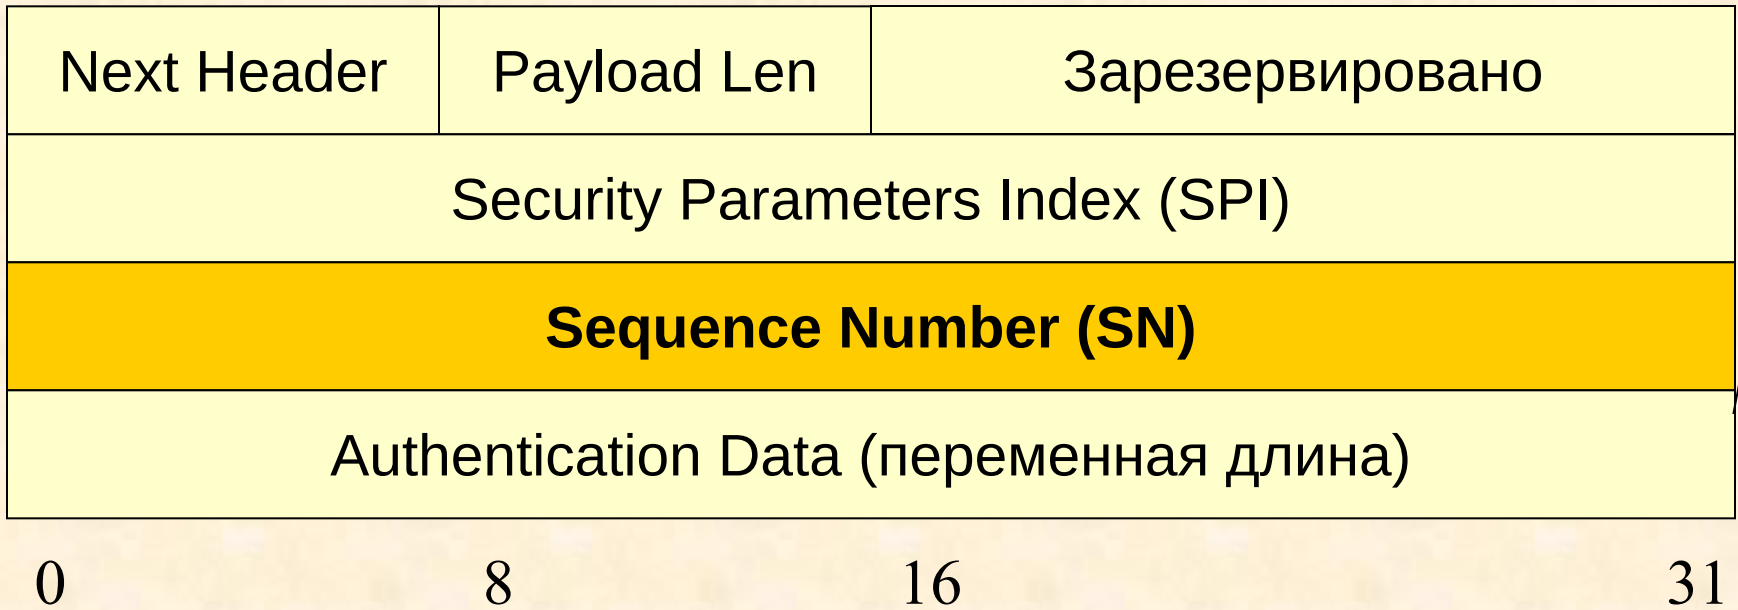 Next Header Payload Len Зарезервировано
Security Parameters Index (SPI)
Sequence Number (SN)
Authentication Data (переменная длина)
0 8 16 31